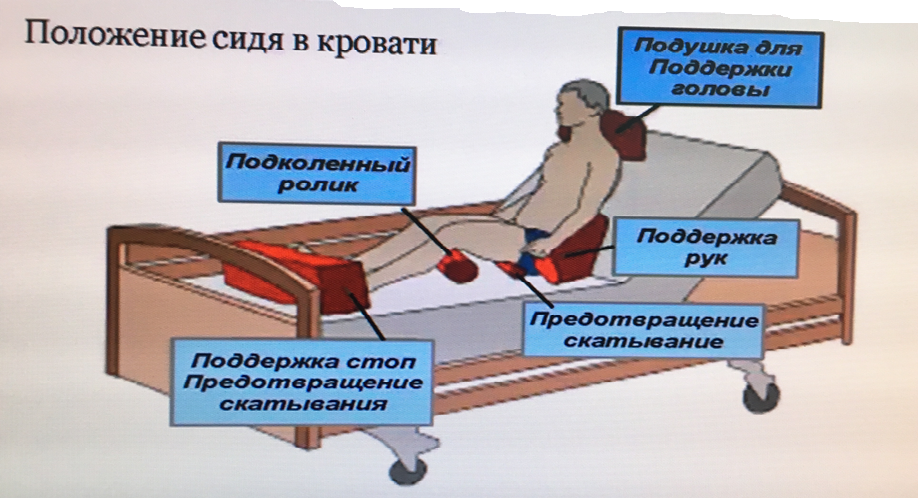 Положение сидя в кровати
Подушка для
Поддержки
головы
Подколенный
ролик
Поддержка
рук
Предотвращение
скатывание
Поддержка стоп
Предотвращение
скатывания